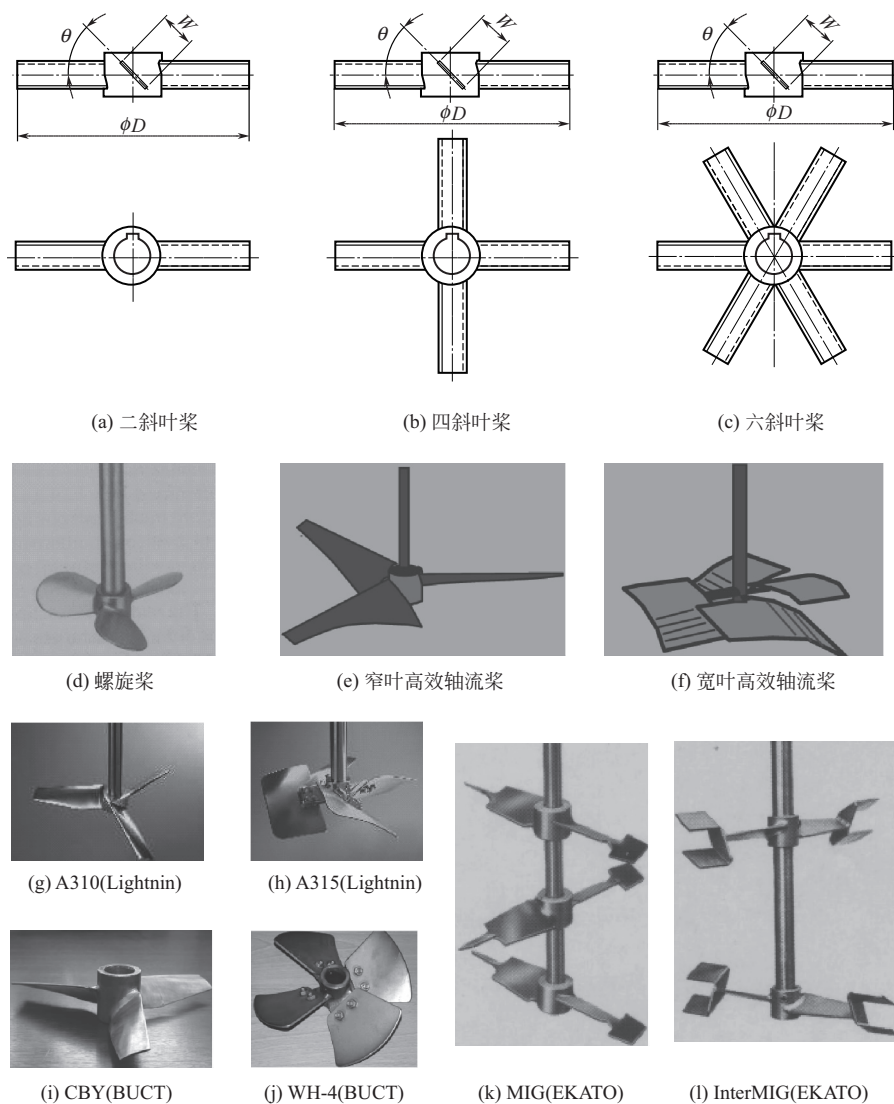 θ W θ W θ W
ϕD ϕD ϕD
(a) 二斜叶桨 (b) 四斜叶桨 (c) 六斜叶桨
(d) 螺旋桨 (e) 窄叶高效轴流桨 (f) 宽叶高效轴流桨
(g) A310(Lightnin) (h) A315(Lightnin)
(i) CBY(BUCT) (j) WH-4(BUCT) (k) MIG(EKATO) (l) InterMIG(EKATO)